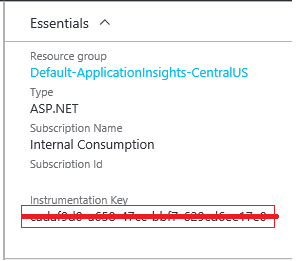 Essentials
Resource group
Default-ApplicationInsights-CentralUS
Type
ASP.NET
Subscription Name
Internal Consumption
Subscription Id
Instrumentation Key